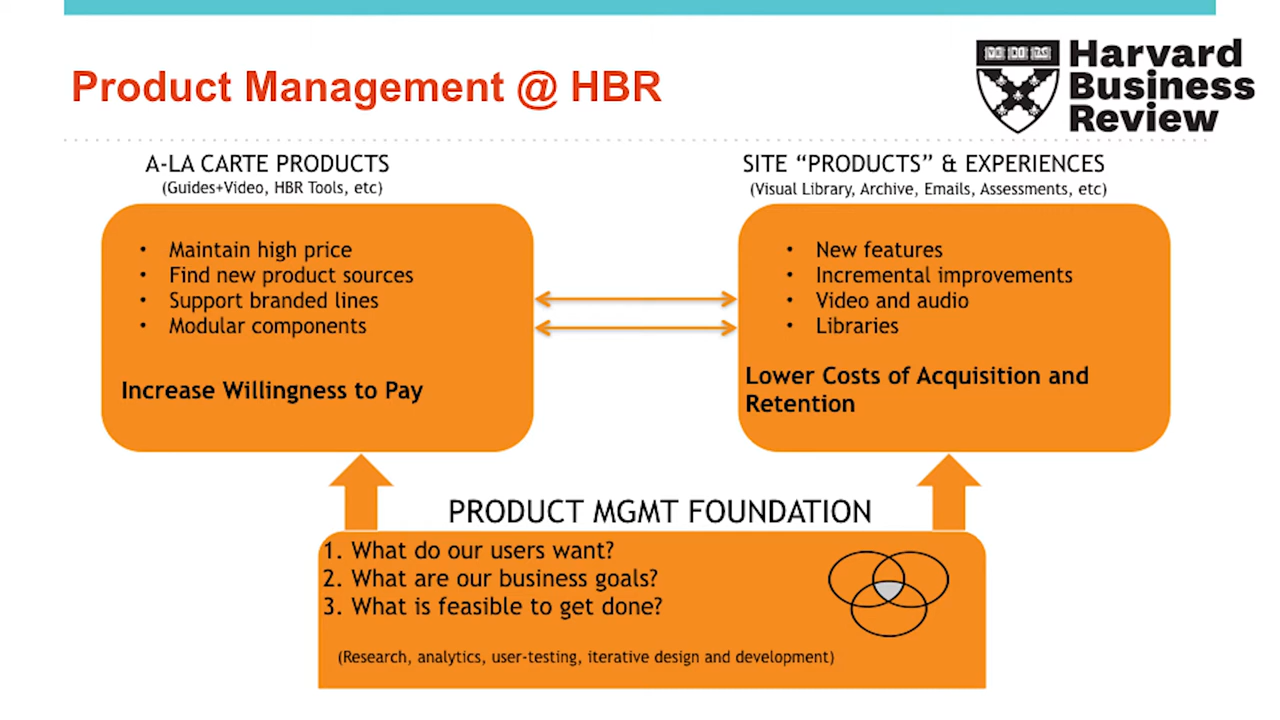 Product Management @ HBR
Harvard
Business
Review
A-LA CARTE PRODUCTS
(Guides+Video, HBR Tools, etc)
• Maintain high price
• Find new product sources
• Support branded lines
• Modular components
Increase Willingness to Pay
SITE “PRODUCTS” & EXPERIENCES
(Visual Library, Archive, Emails, Assessments, etc)
• New features
• Incremental improvements
• Video and audio
• Libraries
Lower Costs of Acquisition and
Retention
PRODUCT MGMT FOUNDATION
1. What do our users want?
2. What are our business goals?
3. What is feasible to get done?
(Research, analytics, user-testing, iterative design and development)